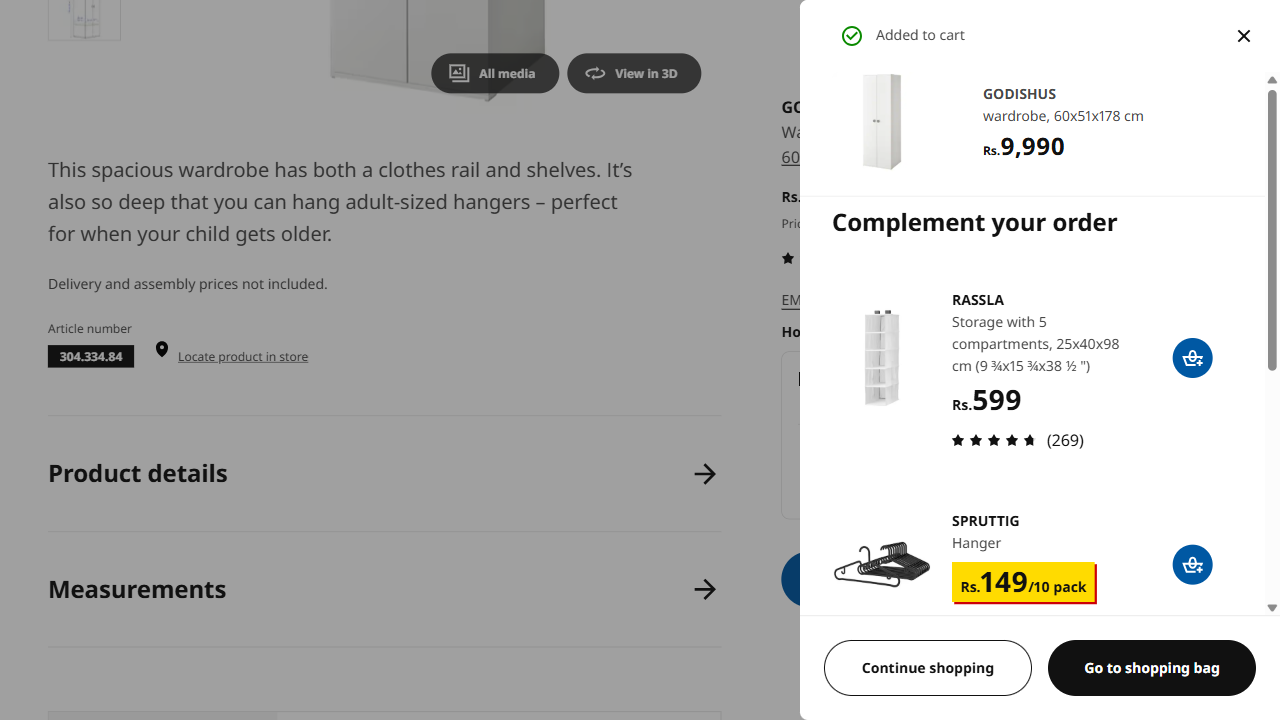 All media
View in 3D
This spacious wardrobe has both a clothes rail and shelves. It's
also so deep that you can hang adult-sized hangers – perfect
for when your child gets older.
Delivery and assembly prices not included.
Article number
304.334.84
Locate product in store
Product details
Measurements
GO
Wa
60
Rs.
Pric
EM
Ho
Added to cart
GODISHUS
wardrobe, 60x51x178 cm
Rs.9,990
Complement your order
RASSLA
Storage with 5
compartments, 25x40x98
cm (9 ¾x15 ¾x38 ½ ")
Rs.599
(269)
SPRUTTIG
Hanger
Rs.149/10 pack
Continue shopping
Go to shopping bag